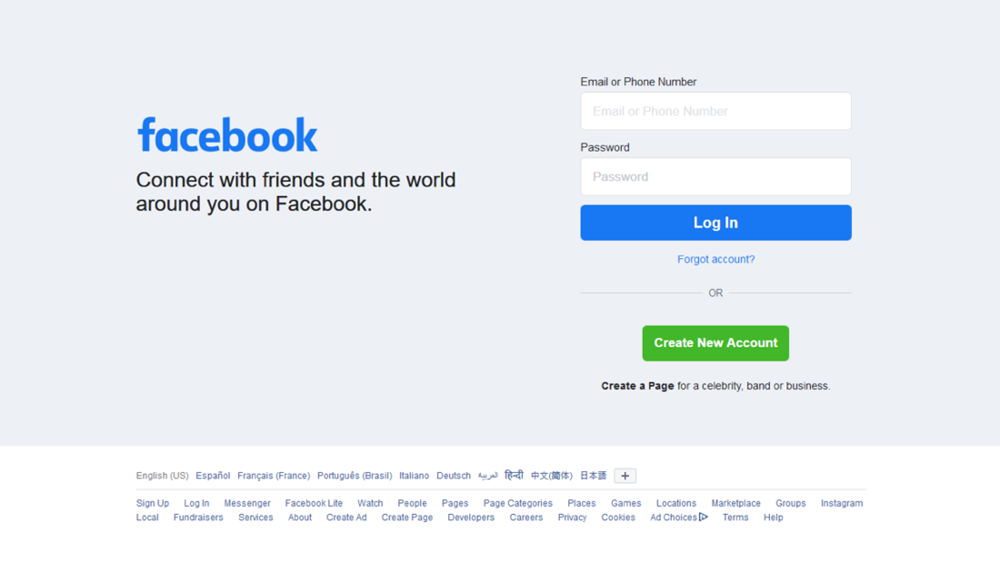 facebook
Connect with friends and the world
around you on Facebook.
Email or Phone Number
Email or Phone Number
Password
Password
Log In
Forgot account?
OR
Create New Account
Create a Page for a celebrity, band or business.
English (US) Español Français (France) Português (Brasil) Italiano Deutsch العربية हिन्दी 中文(简体) 日本語 +
Sign Up Log In Messenger Facebook Lite Watch People Pages Page Categories Places Games Locations Marketplace Groups Instagram
Local Fundraisers Services About Create Ad Create Page Developers Careers Privacy Cookies Ad Choices Terms Help